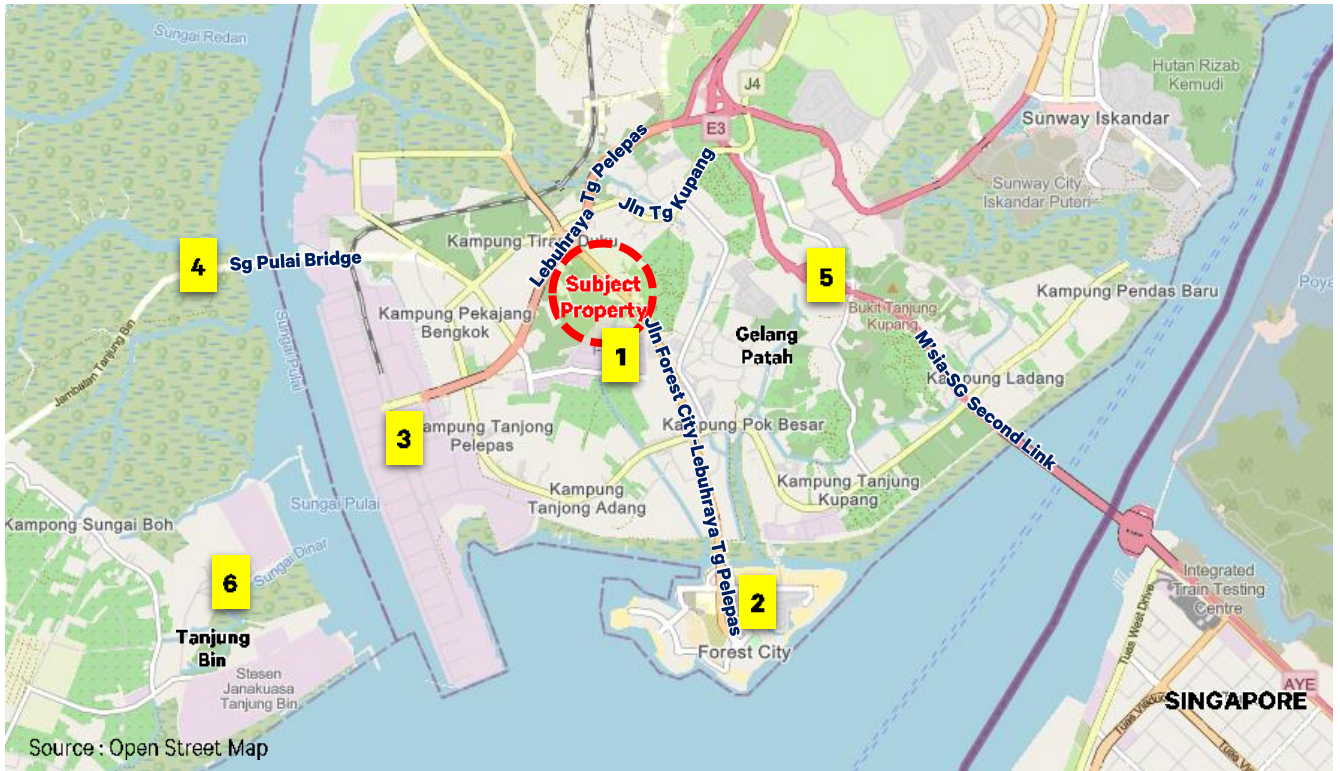 Sungai Redan
J4
E3
Hutan Rizab
Kemudi
Sunway Iskandar
Sunway City
Iskandar Puteri
Lebuhraya Tg Pelepas
Jln Tg Kupang
Kampung Tiram Duku
4
Sg Pulai Bridge
Subject
Property
5
Bukit Tanjung
Kupang
Kampung Pendas Baru
Kampung Pekajang
Bengkok
Sungai Pulai
1
Jln Forest City-Lebuhraya Tg Pelepas
Gelang
Patah
M'sia-SG Second Link
Jambatan Tanjung Bin
Kampung Ladang
3
Kampung Tanjong
Pelepas
Kampung Pok Besar
Kampung
Tanjong Adang
Kampung Tanjung
Kupang
Sungai Pulai
Kampong Sungai Boh
Sungai Dinar
6
2
Tanjung
Bin
Stesen
Janakuasa
Tanjung Bin
Forest City
Integrated
Train Testing
Centre
Tuas West Drive
AYE
SINGAPORE
Source : Open Street Map